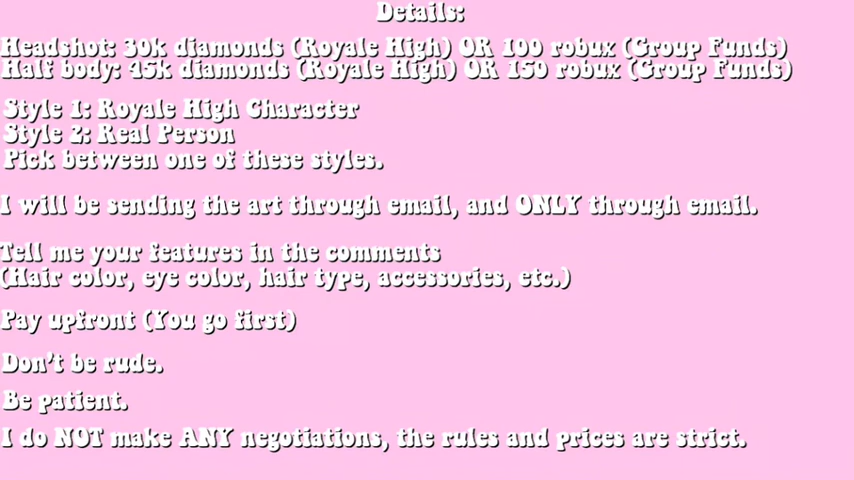 Details:
Headshot: 30k diamonds (Royale High) OR 100 robux (Group Funds)
Half body: 45k diamonds (Royale High) OR 150 robux (Group Funds)
Style 1: Royale High Character
Style 2: Real Person
Pick between one of these styles.
I will be sending the art through email, and ONLY through email.
Tell me your features in the comments
(Hair color, eye color, hair type, accessories, etc.)
Pay upfront (You go first)
Don't be rude.
Be patient.
I do NOT make ANY negotiations, the rules and prices are strict.